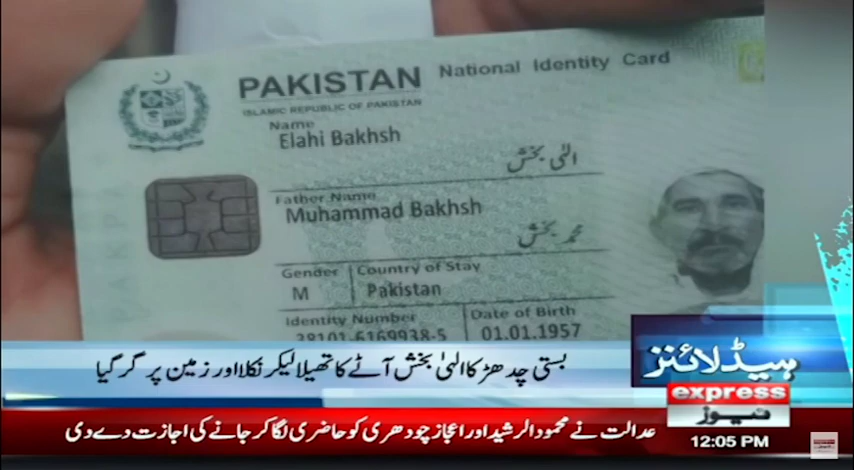 PAKISTAN National Identity Card
ISLAMIC REPUBLIC OF PAKISTAN
Name
Elahi Bakhsh
الٰہی بخش
Father Name
Muhammad Bakhsh
محمد بخش
Gender Country of Stay
M Pakistan
Identity Number Date of Birth
38101-6169938-5 01.01.1957
ہیڈلائنز
بستی چدھڑ کا الٰہی بخش آٹے کا تھیلا لیکر نکلا اور زمین پر گر گیا
express
نیوز
عدالت نے محمود الرشید اور اعجاز چودھری کو حاضری لگا کر جانے کی اجازت دے دی
12:05 PM